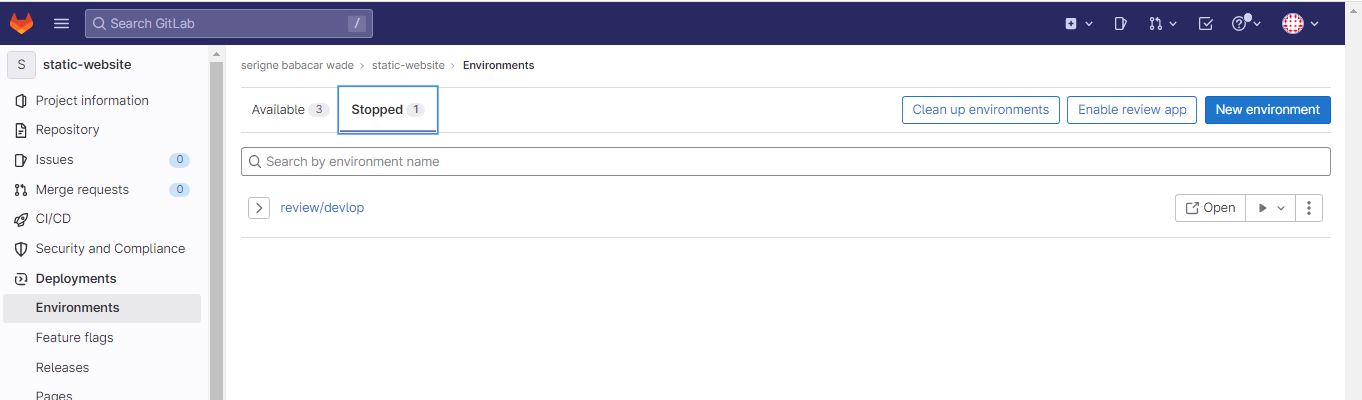 Search GitLab /
S static-website
serigne babacar wade > static-website > Environments
Project information
Repository
Issues 0
Merge requests 0
CI/CD
Security and Compliance
Deployments
Environments
Feature flags
Releases
Pages
Available 3 Stopped 1 Clean up environments Enable review app New environment
Search by environment name
review/devlop Open